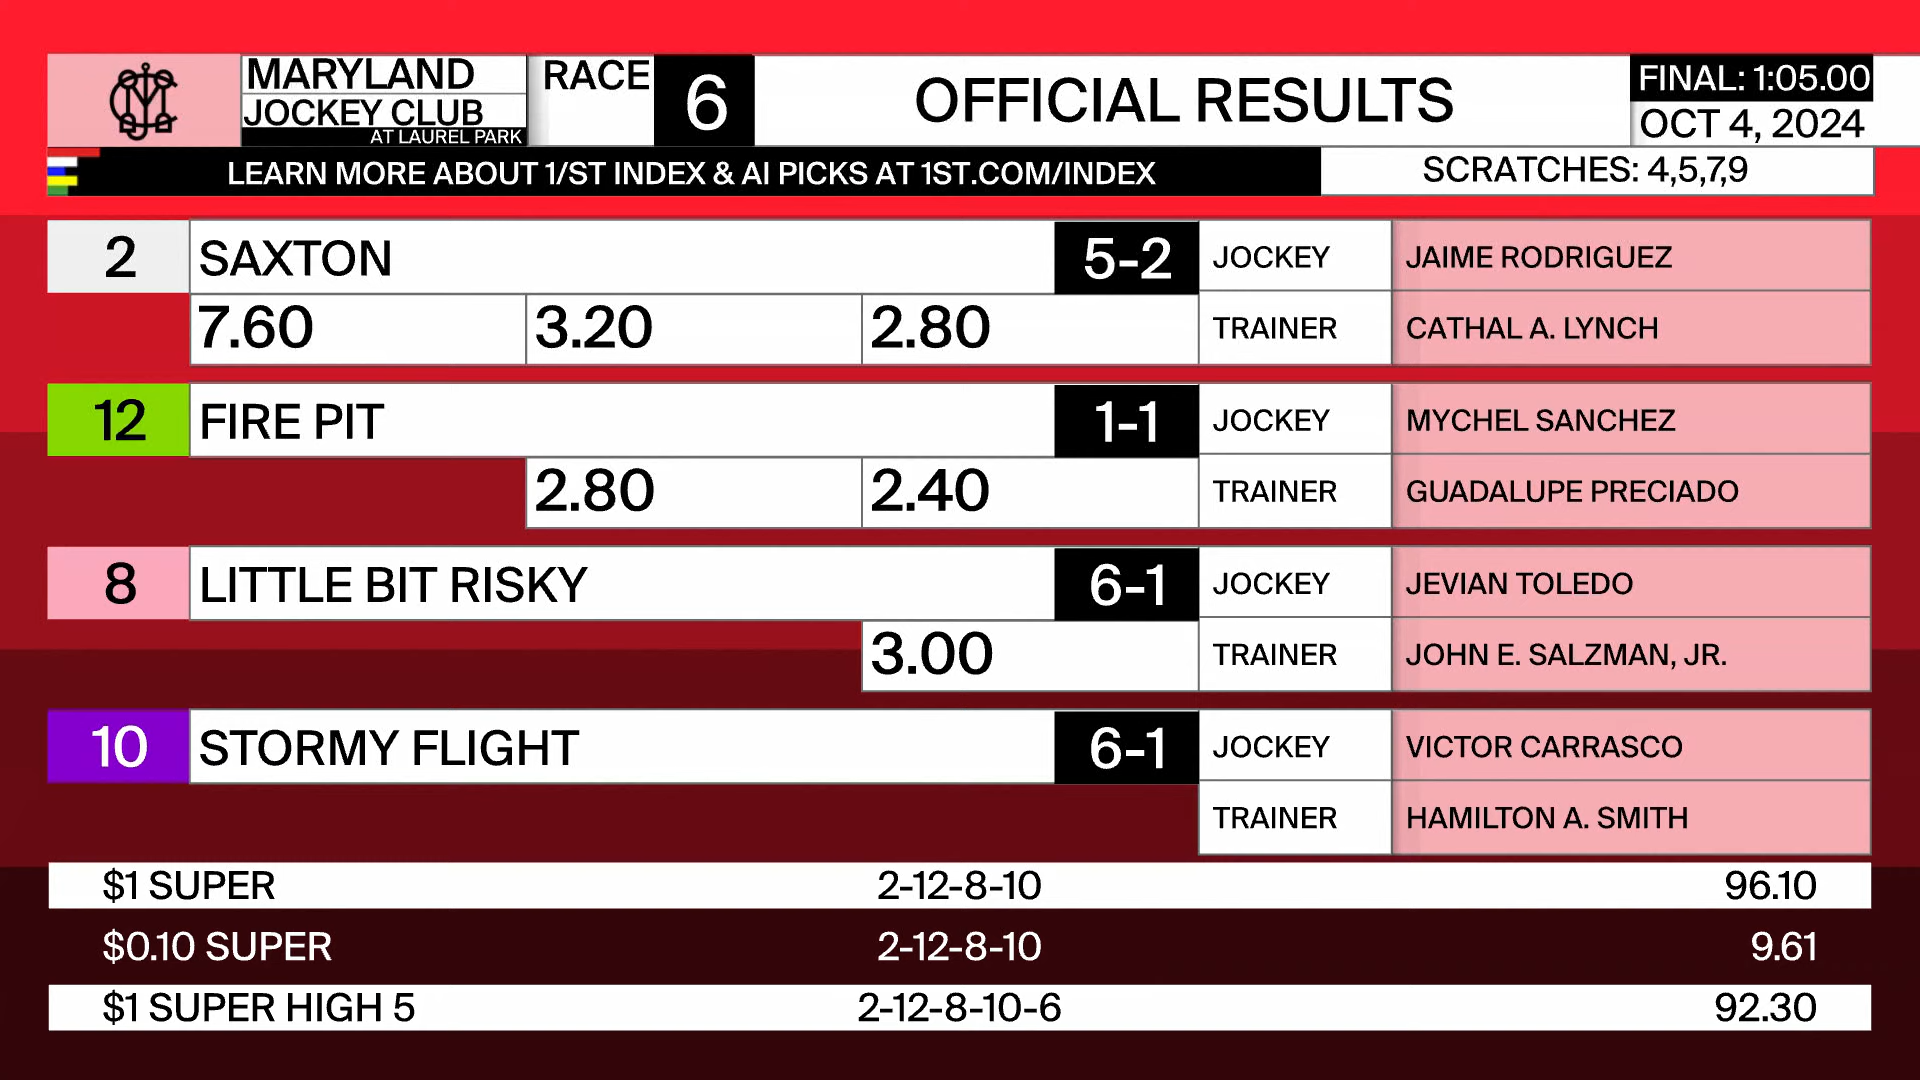 MARYLAND
JOCKEY CLUB
AT LAUREL PARK
RACE 6
OFFICIAL RESULTS
FINAL: 1:05.00
OCT 4, 2024
LEARN MORE ABOUT 1/ST INDEX & AI PICKS AT 1ST.COM/INDEX
SCRATCHES: 4,5,7,9
2 SAXTON 5-2 JOCKEY JAIME RODRIGUEZ
7.60 3.20 2.80 TRAINER CATHAL A. LYNCH
12 FIRE PIT 1-1 JOCKEY MYCHEL SANCHEZ
2.80 2.40 TRAINER GUADALUPE PRECIADO
8 LITTLE BIT RISKY 6-1 JOCKEY JEVIAN TOLEDO
3.00 TRAINER JOHN E. SALZMAN, JR.
10 STORMY FLIGHT 6-1 JOCKEY VICTOR CARRASCO
TRAINER HAMILTON A. SMITH
$1 SUPER 2-12-8-10 96.10
$0.10 SUPER 2-12-8-10 9.61
$1 SUPER HIGH 5 2-12-8-10-6 92.30